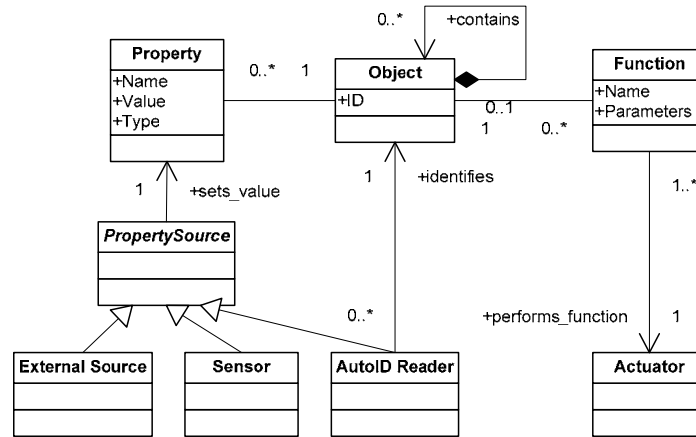 0..*
+contains
Property
+Name
+Value
+Type
0..*
1
Object
+ID
0..1
1
0..*
Function
+Name
+Parameters
1
+sets_value
1
+identifies
1..*
PropertySource
0..*
+performs_function
1
External Source
Sensor
AutoID Reader
Actuator